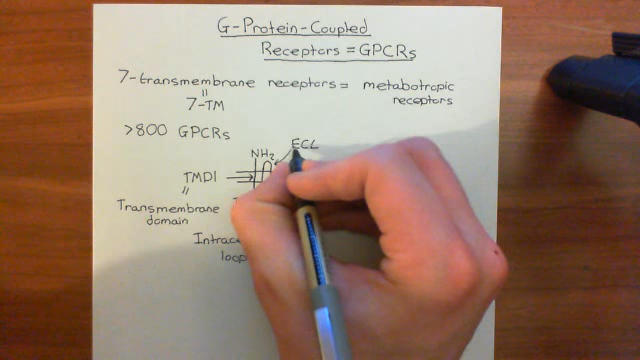 G-Protein-Coupled
Receptors = GPCRs
7-transmembrane receptors = metabotropic
receptors
"
7-TM
>800 GPCRs
NH2
ECL
TMD1
"
Transmembrane
domain
loop